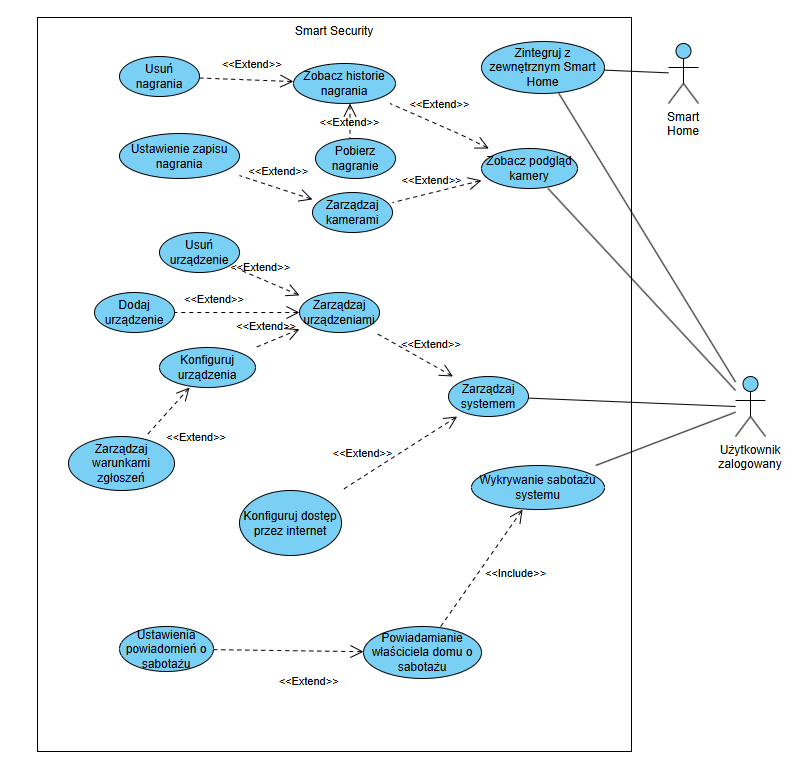 Smart Security
Usuń
nagrania
<<Extend>>
Zobacz historie
nagrania
<<Extend>>
Zintegruj z
zewnętrznym Smart
Home
Smart
Home
<<Extend>>
Ustawienie zapisu
nagrania
Pobierz
nagranie
Zobacz podgląd
kamery
<<Extend>>
<<Extend>>
Zarządzaj
kamerami
Usuń
urządzenie
<<Extend>>
Dodaj
urządzenie
<<Extend>>
Zarządzaj
urządzeniami
<<Extend>>
<<Extend>>
Konfiguruj
urządzenia
Zarządzaj
systemem
<<Extend>>
Zarządzaj
warunkami
zgłoszeń
<<Extend>>
Użytkownik
zalogowany
Wykrywanie sabotażu
systemu
Konfiguruj dostęp
przez internet
<<Include>>
Ustawienia
powiadomień o
sabotażu
<<Extend>>
Powiadamianie
właściciela domu o
sabotażu